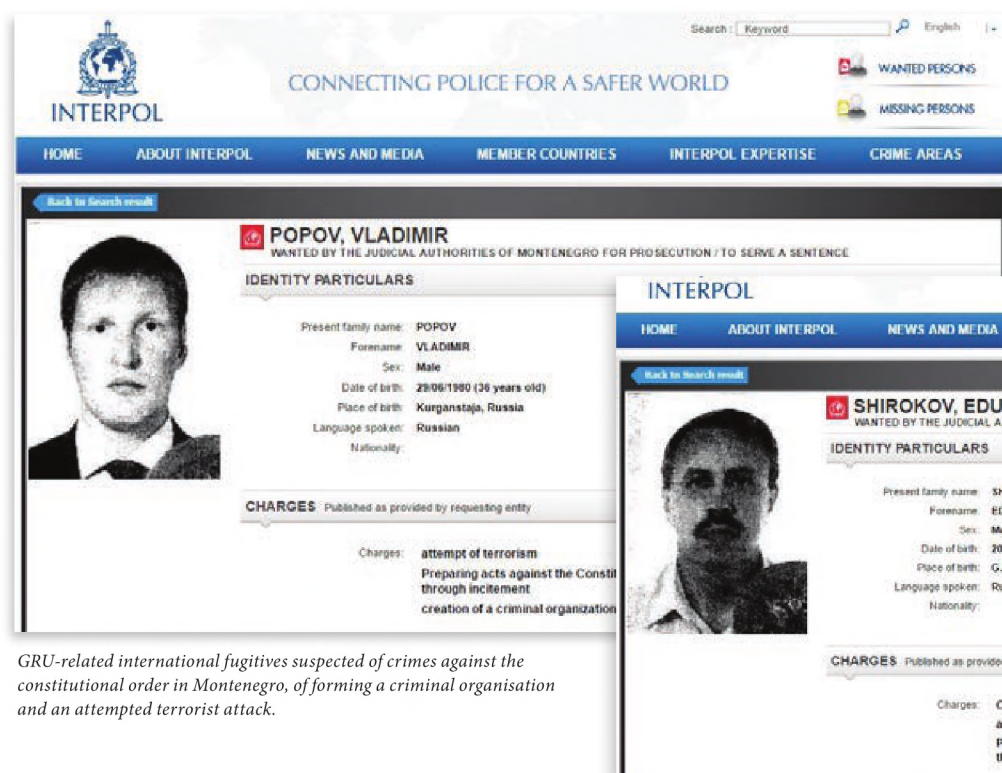 Search : Keyword English
INTERPOL
CONNECTING POLICE FOR A SAFER WORLD
WANTED PERSONS
MISSING PERSONS
HOME ABOUT INTERPOL NEWS AND MEDIA MEMBER COUNTRIES INTERPOL EXPERTISE CRIME AREAS
Back to Search result
POPOV, VLADIMIR
WANTED BY THE JUDICIAL AUTHORITIES OF MONTENEGRO FOR PROSECUTION / TO SERVE A SENTENCE
IDENTITY PARTICULARS
Present family name: POPOV
Forename: VLADIMIR
Sex: Male
Date of birth: 29/06/1980 (36 years old)
Place of birth: Kurganstaja, Russia
Language spoken: Russian
Nationality:
CHARGES Published as provided by requesting entity
Charges: attempt of terrorism
Preparing acts against the Constit
through incitement
creation of a criminal organization
INTERPOL
HOME ABOUT INTERPOL NEWS AND MEDIA
Back to Search result
SHIROKOV, EDU
WANTED BY THE JUDICIAL A
IDENTITY PARTICULARS
Present family name: SH
Forename: ED
Sex: Ma
Date of birth: 20
Place of birth: G.
Language spoken: Ru
Nationality:
CHARGES Published as provide
Charges:
GRU-related international fugitives suspected of crimes against the
constitutional order in Montenegro, of forming a criminal organisation
and an attempted terrorist attack.